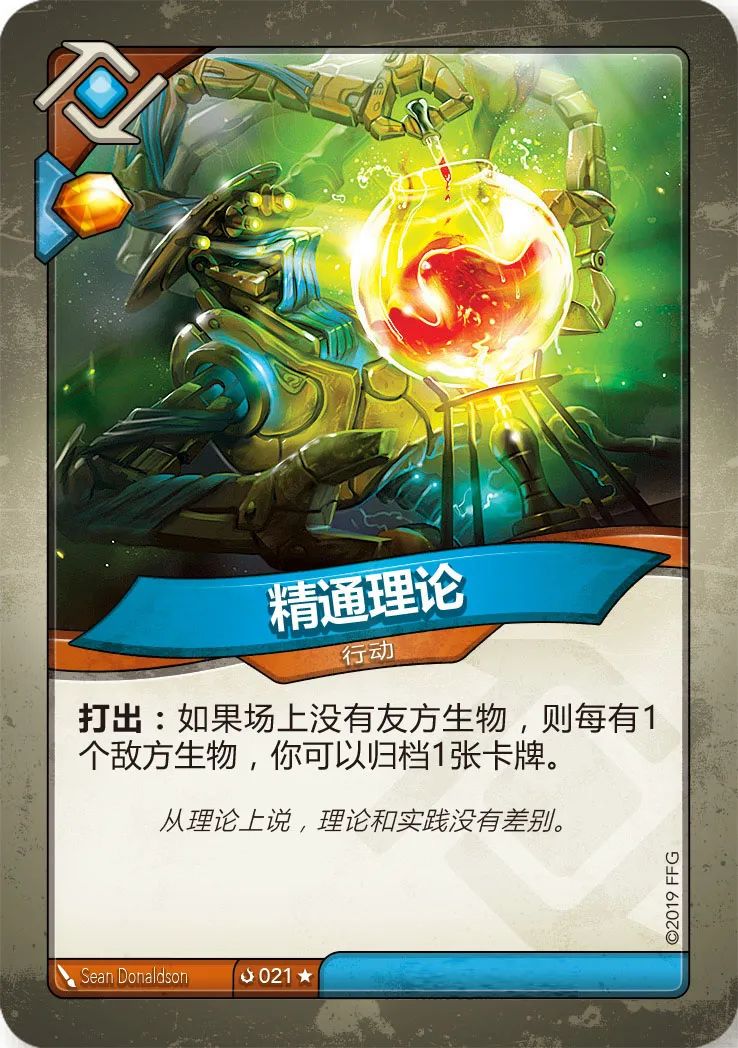 精通理论
行动
打出：如果场上没有友方生物，则每有1
个敌方生物，你可以归档1张卡牌。
从理论上说，理论和实践没有差别。
©2019 FFG
Sean Donaldson
021